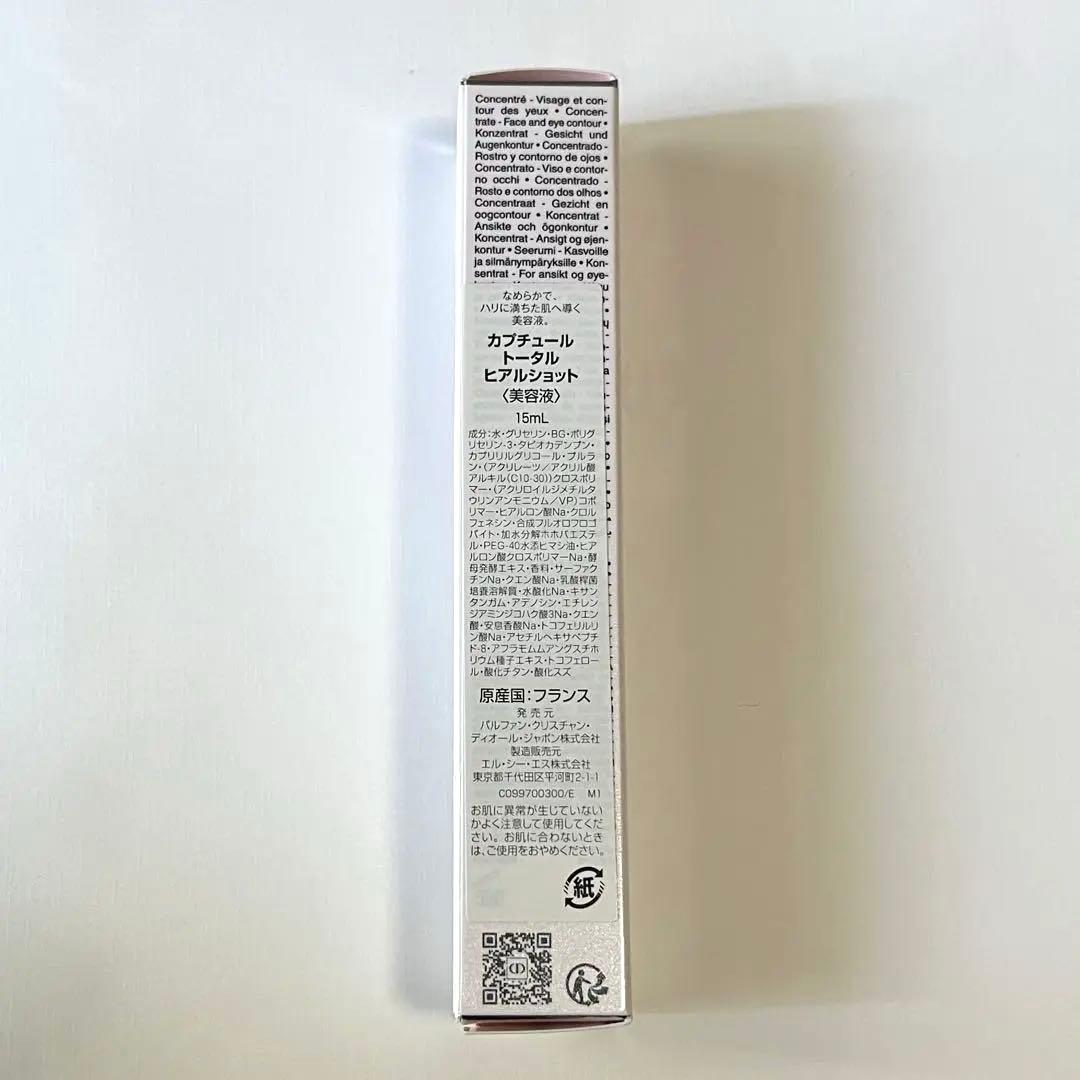 Concentré - Visage et con-
tour des yeux • Concen-
trate - Face and eye contour •
Konzentrat - Gesicht und
Augenkontur • Concentrado -
Rostro y contorno de ojos •
Concentrato - Viso e contor-
no occhi • Concentrado -
Rosto e contorno dos olhos •
Concentraat - Gezicht en
oogcontour • Koncentrat -
Ansikte och ögonkontur •
Koncentrat - Ansigt og øjen-
kontur • Seerumi - Kasvoille
ja silmänympäryksille • Kon-
sentrat - For ansikt og øye-
なめらかで、
ハリに満ちた肌へ導く
美容液。
カプチュール
トータル
ヒアルショット
〈美容液〉
15mL
成分:水・グリセリン・BG・ポリグ
リセリン-3・タピオカデンプン・
カプリリルグリコール・プルラ
ン・(アクリレーツ/アクリル酸
アルキル(C10-30))クロスポリ
マー・(アクリロイルジメチルタ
ウリンアンモニウム/VP)コポ
リマー・ヒアルロン酸Na・クロル
フェネシン・合成フルオロフロゴ
パイト・加水分解ホホバエステ
ル・PEG-40水添ヒマシ油・ヒア
ルロン酸クロスポリマーNa・酵
母発酵エキス・香料・サーファク
チンNa・クエン酸Na・乳酸桿菌
培養溶解質・水酸化Na・キサン
タンガム・アデノシン・エチレン
ジアミンジコハク酸3Na・クエン
酸・安息香酸Na・トコフェリルリ
ン酸Na・アセチルヘキサペプチ
ド-8・アフラモムムアングスチホ
リウム種子エキス・トコフェロー
ル・酸化チタン・酸化スズ
原産国:フランス
発売元
パルファン・クリスチャン・
ディオール・ジャポン株式会社
製造販売元
エル・シー・エス株式会社
東京都千代田区平河町2-1-1
C099700300/E M1
お肌に異常が生じていない
かよく注意して使用してくだ
さい。お肌に合わないとき
は、ご使用をおやめください。
紙
CD